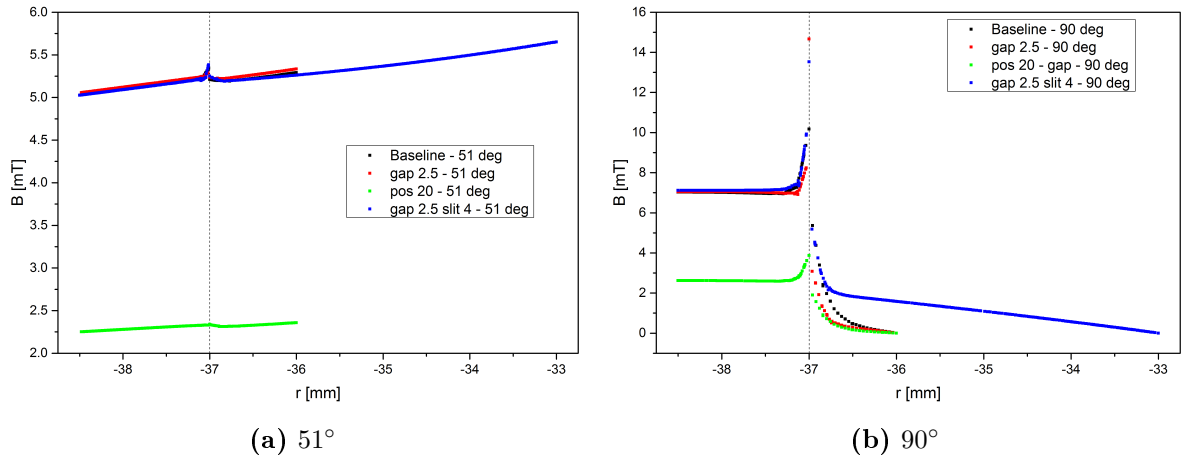 6.0
5.5
5.0
4.5
4.0
3.5
3.0
2.5
2.0
B [mT]
Baseline - 51 deg
gap 2.5 - 51 deg
pos 20 - 51 deg
gap 2.5 slit 4 - 51 deg
-38 -37 -36 -35 -34 -33
r [mm]
(a) 51°
16
14
12
10
8
6
4
2
0
B [mT]
Baseline - 90 deg
gap 2.5 - 90 deg
pos 20 - gap - 90 deg
gap 2.5 slit 4 - 90 deg
-38 -37 -36 -35 -34 -33
r [mm]
(b) 90°